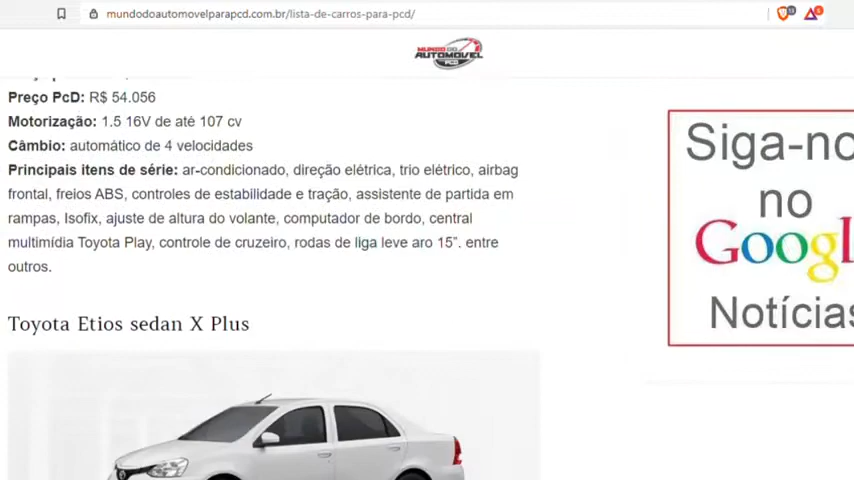 mundodoautomovelparapcd.com.br/lista-de-carros-para-pcd/
MUNDO DO
AUTOMÓVEL
PCD
Preço PcD: R$ 54.056
Motorização: 1.5 16V de até 107 cv
Câmbio: automático de 4 velocidades
Principais itens de série: ar-condicionado, direção elétrica, trio elétrico, airbag
frontal, freios ABS, controles de estabilidade e tração, assistente de partida em
rampas, Isofix, ajuste de altura do volante, computador de bordo, central
multimídia Toyota Play, controle de cruzeiro, rodas de liga leve aro 15”. entre
outros.
Toyota Etios sedan X Plus
Siga-no
no
Googl
Notícias